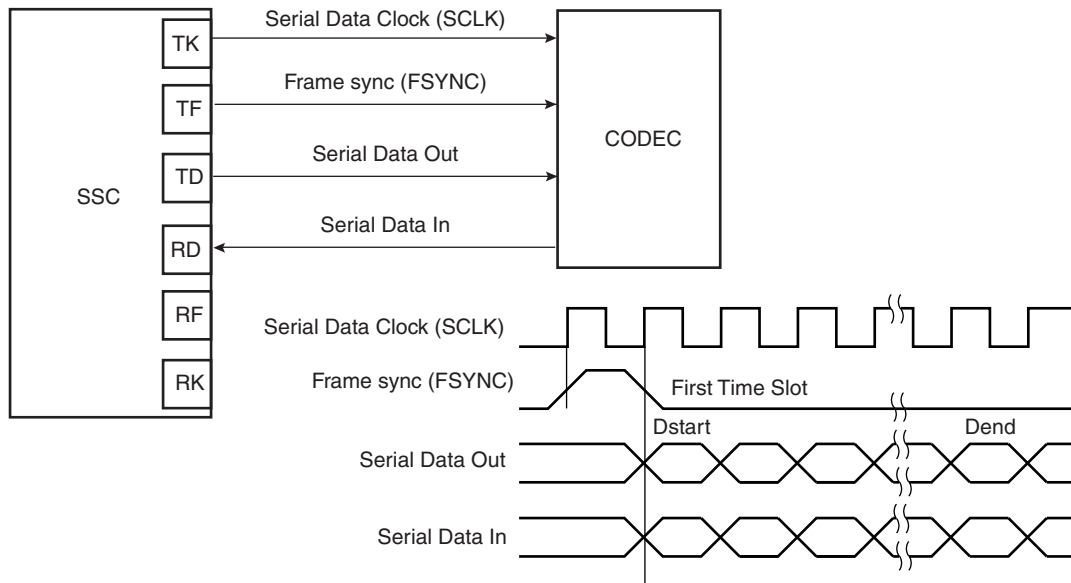 TK
Serial Data Clock (SCLK)
TF
Frame sync (FSYNC)
CODEC
TD
Serial Data Out
SSC
RD
Serial Data In
RF
RK
Serial Data Clock (SCLK)
Frame sync (FSYNC)
First Time Slot
Dstart
Dend
Serial Data Out
Serial Data In